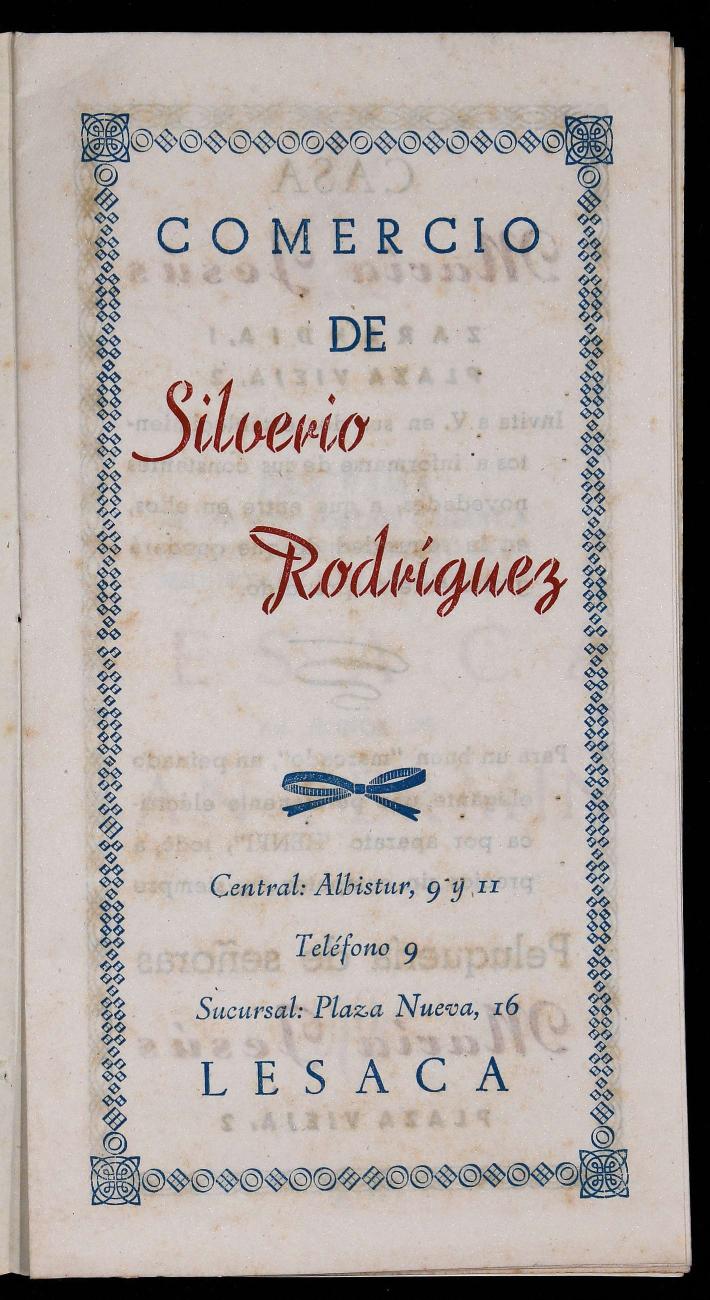 COMERCIO
DE
Silverio
Rodríguez
Central: Albistur, 9 y 11
Teléfono 9
Sucursal: Plaza Nueva, 16
LESACA